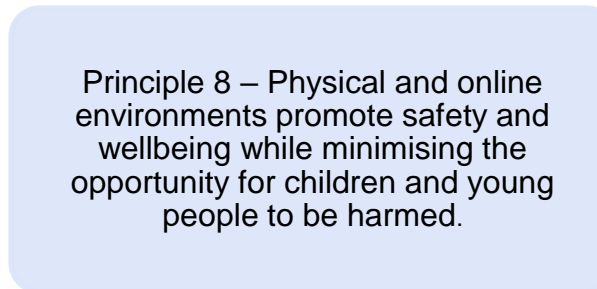 Principle 8 – Physical and online
environments promote safety and
wellbeing while minimising the
opportunity for children and young
people to be harmed.